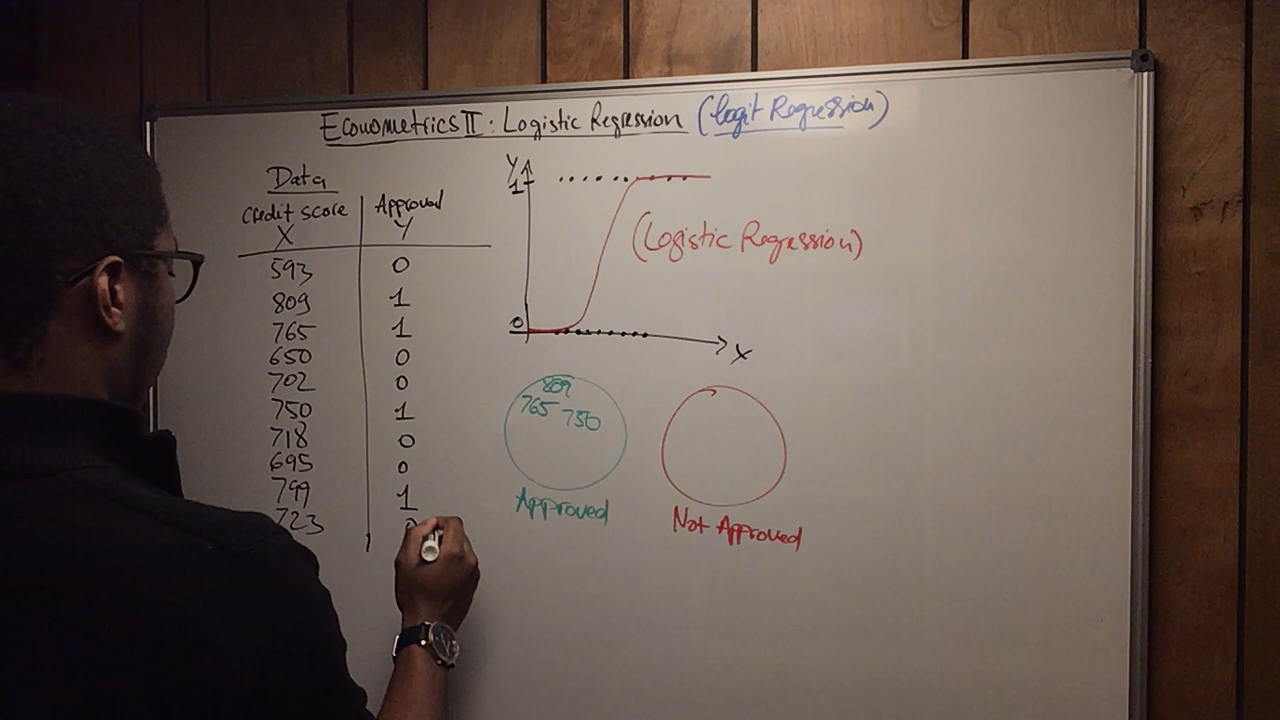 Econometrics II: Logistic Regression (Logit Regression)
Data
Credit score Approved
X Y
593 0
809 1
765 1
650 0
702 0
750 1
718 0
695 0
799 1
723
Y
1
0
X
(Logistic Regression)
809
765 750
Approved
Not Approved